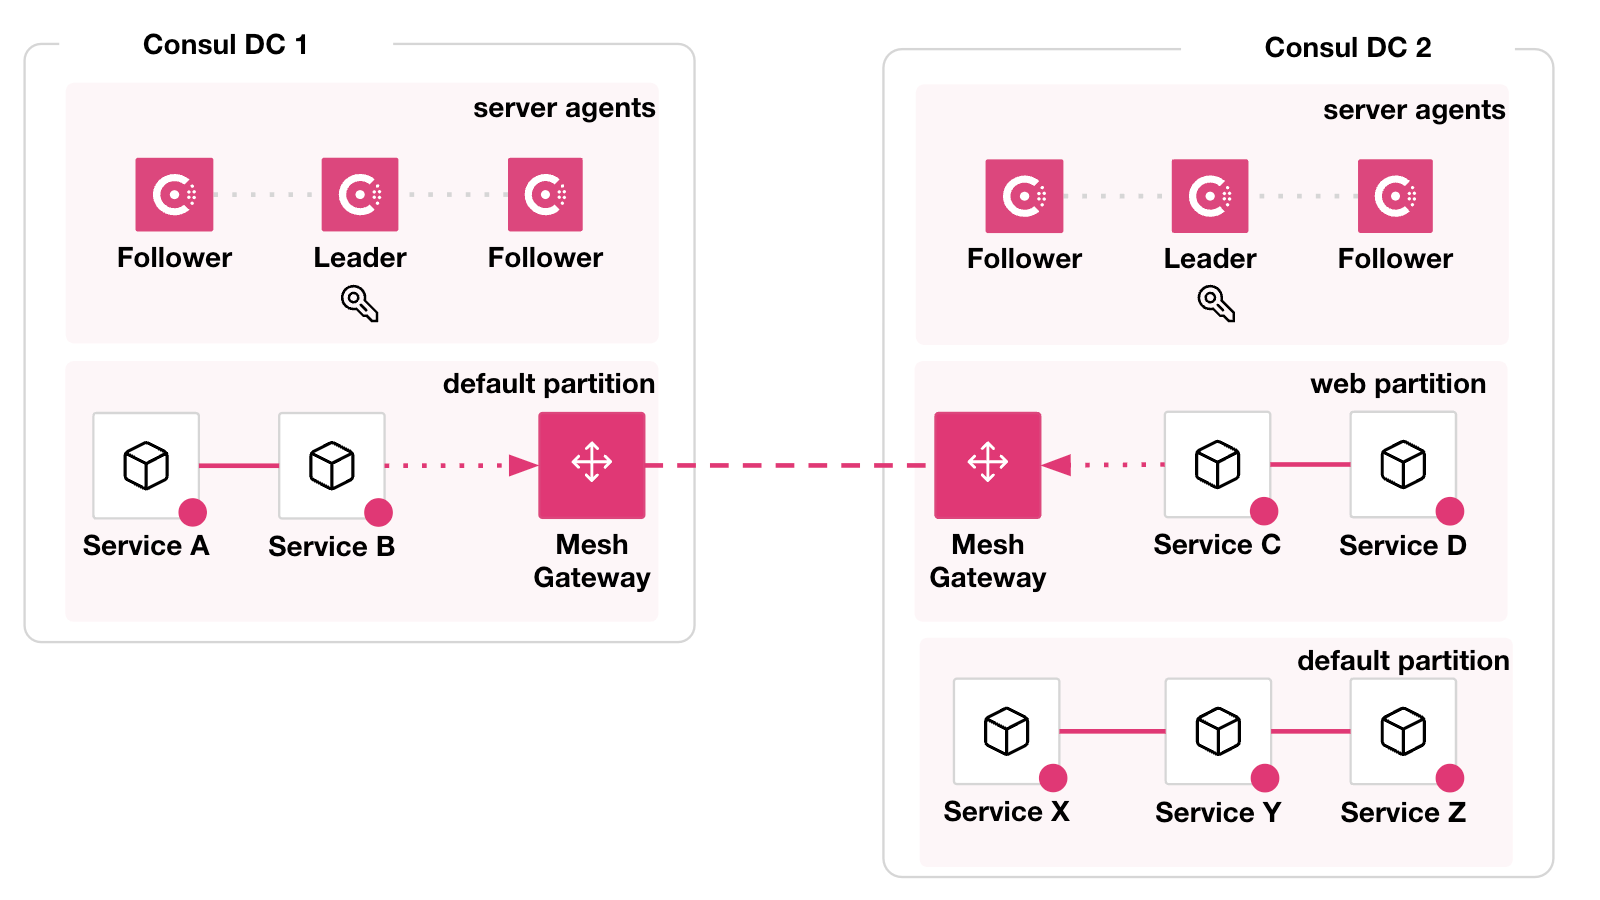 Consul DC 1
server agents
Follower
Leader
Follower
default partition
Service A
Service B
Mesh
Gateway
Consul DC 2
server agents
Follower
Leader
Follower
web partition
Mesh
Gateway
Service C
Service D
default partition
Service X
Service Y
Service Z